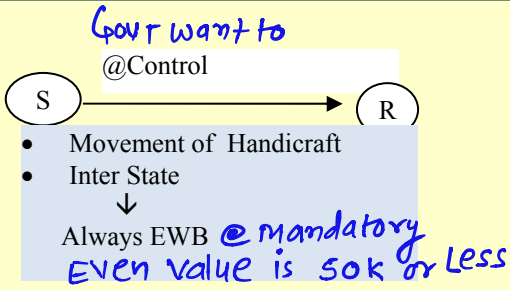 Govt want to
@Control
S
R
• Movement of Handicraft
• Inter State
↓
Always EWB @ Mandatory
Even value is 50k or Less